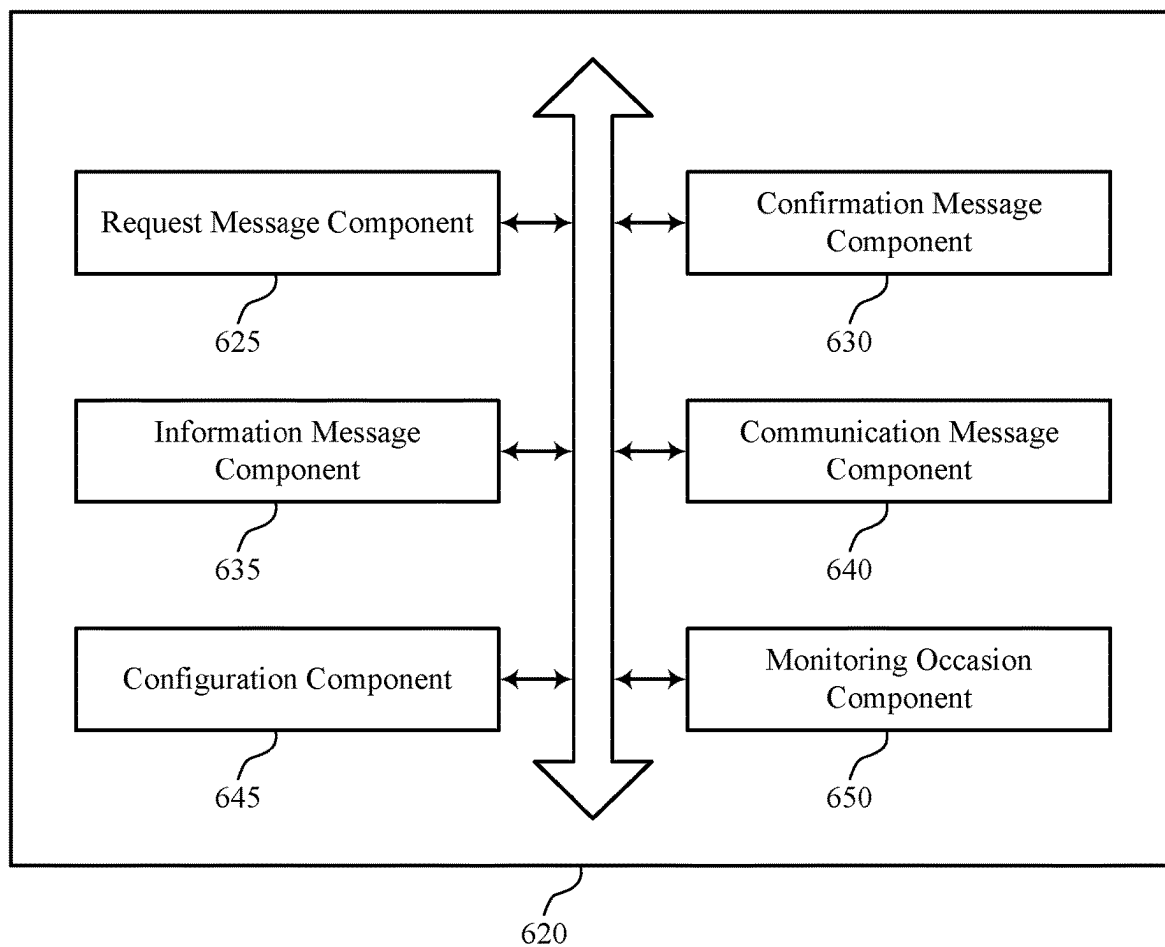 Request Message Component
625
Confirmation Message
Component
630
Information Message
Component
635
Communication Message
Component
640
Configuration Component
645
Monitoring Occasion
Component
650
620